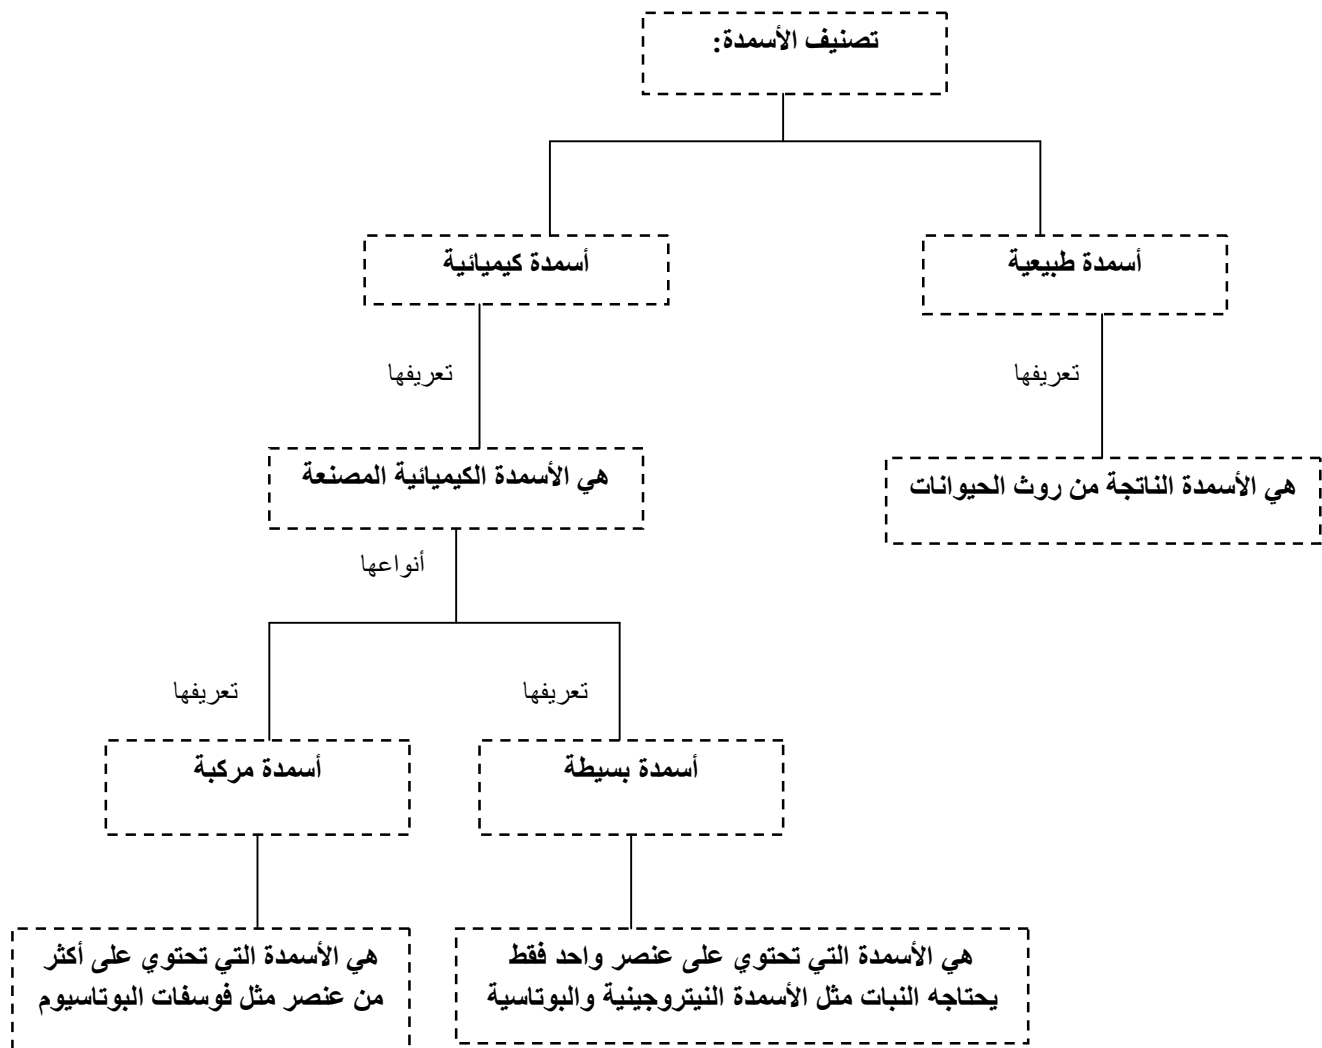 تصنيف الأسمدة:
أسمدة طبيعية
أسمدة كيميائية
تعريفها
تعريفها
هي الأسمدة الناتجة من روث الحيوانات
هي الأسمدة الكيميائية المصنعة
أنواعها
تعريفها
تعريفها
أسمدة بسيطة
أسمدة مركبة
هي الأسمدة التي تحتوي على عنصر واحد فقط
يحتاجه النبات مثل الأسمدة النيتروجينية والبوتاسية
هي الأسمدة التي تحتوي على أكثر
من عنصر مثل فوسفات البوتاسيوم